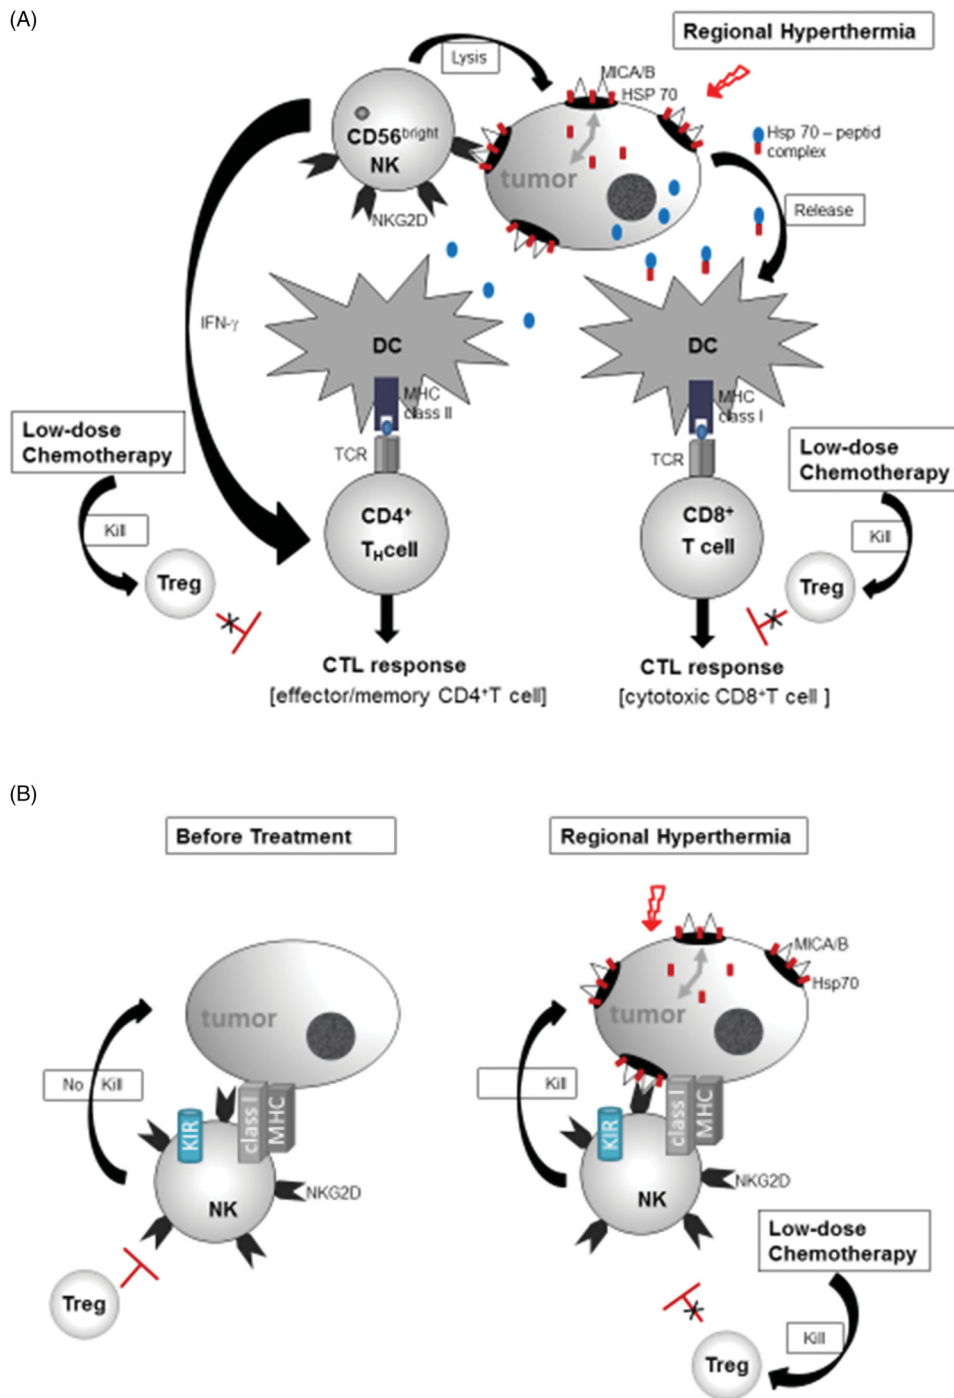 (A)
Regional Hyperthermia
Lysis
MICA/B
HSP 70
CD56bright
NK
tumor
Hsp 70 – peptid
complex
NKG2D
Release
IFN-γ
DC
DC
MHC
class II
MHC
class I
Low-dose
Chemotherapy
TCR
TCR
Low-dose
Chemotherapy
CD4+
THcell
CD8+
T cell
Kill
Kill
Treg
Treg
CTL response
[effector/memory CD4+T cell]
CTL response
[cytotoxic CD8+T cell ]
(B)
Before Treatment
Regional Hyperthermia
MICA/B
Hsp70
tumor
tumor
No Kill
Kill
KIR
class I
MHC
KIR
class I
MHC
NKG2D
NKG2D
NK
NK
Low-dose
Chemotherapy
Treg
Kill
Treg